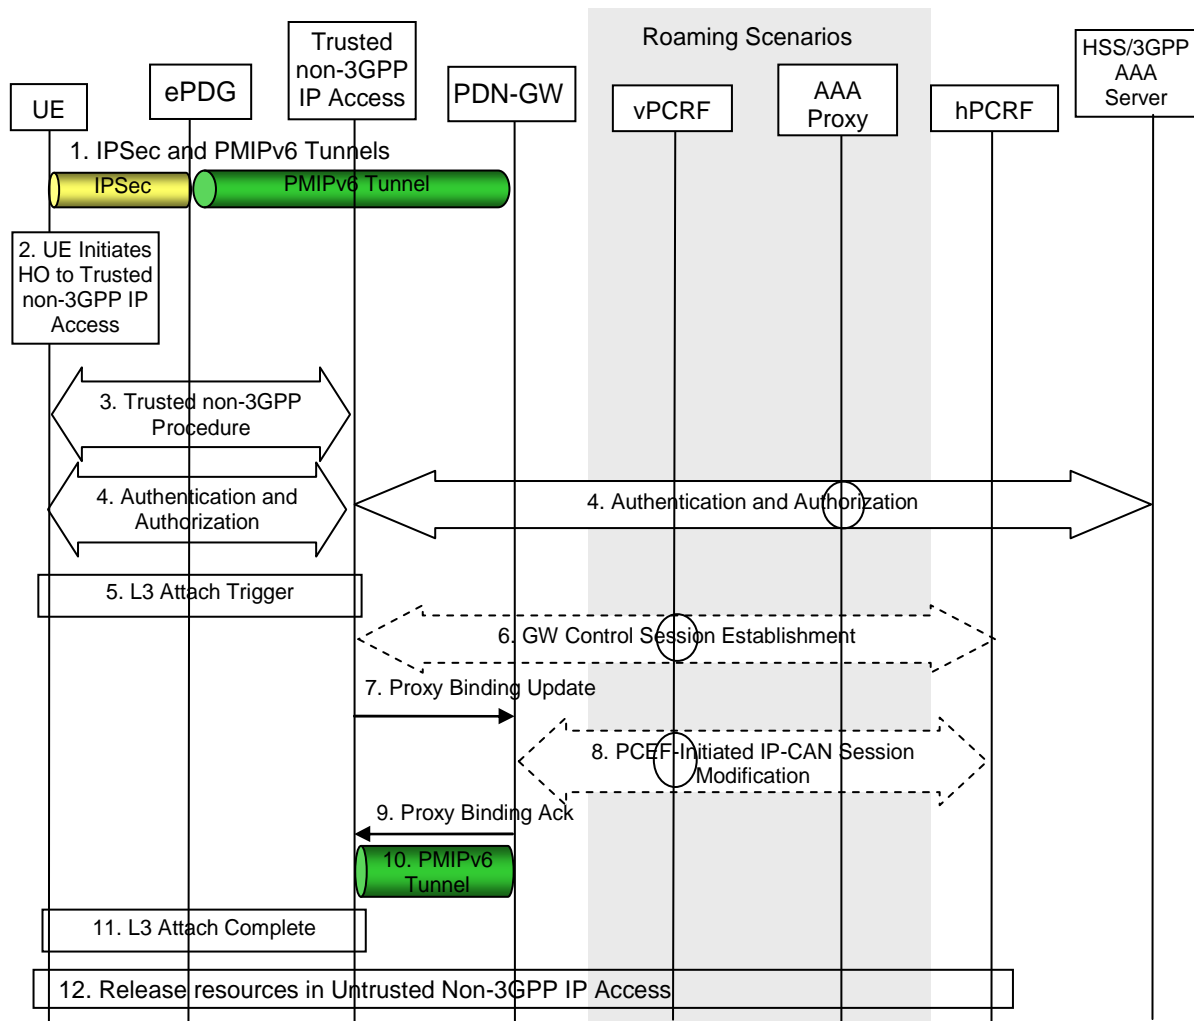 Roaming Scenarios
UE
ePDG
Trusted
non-3GPP
IP Access
PDN-GW
vPCRF
AAA
Proxy
hPCRF
HSS/3GPP
AAA
Server
1. IPSec and PMIPv6 Tunnels
IPSec
PMIPv6 Tunnel
2. UE Initiates
HO to Trusted
non-3GPP IP
Access
3. Trusted non-3GPP
Procedure
4. Authentication and
Authorization
4. Authentication and Authorization
5. L3 Attach Trigger
6. GW Control Session Establishment
7. Proxy Binding Update
8. PCEF-Initiated IP-CAN Session
Modification
9. Proxy Binding Ack
10. PMIPv6
Tunnel
11. L3 Attach Complete
12. Release resources in Untrusted Non-3GPP IP Access